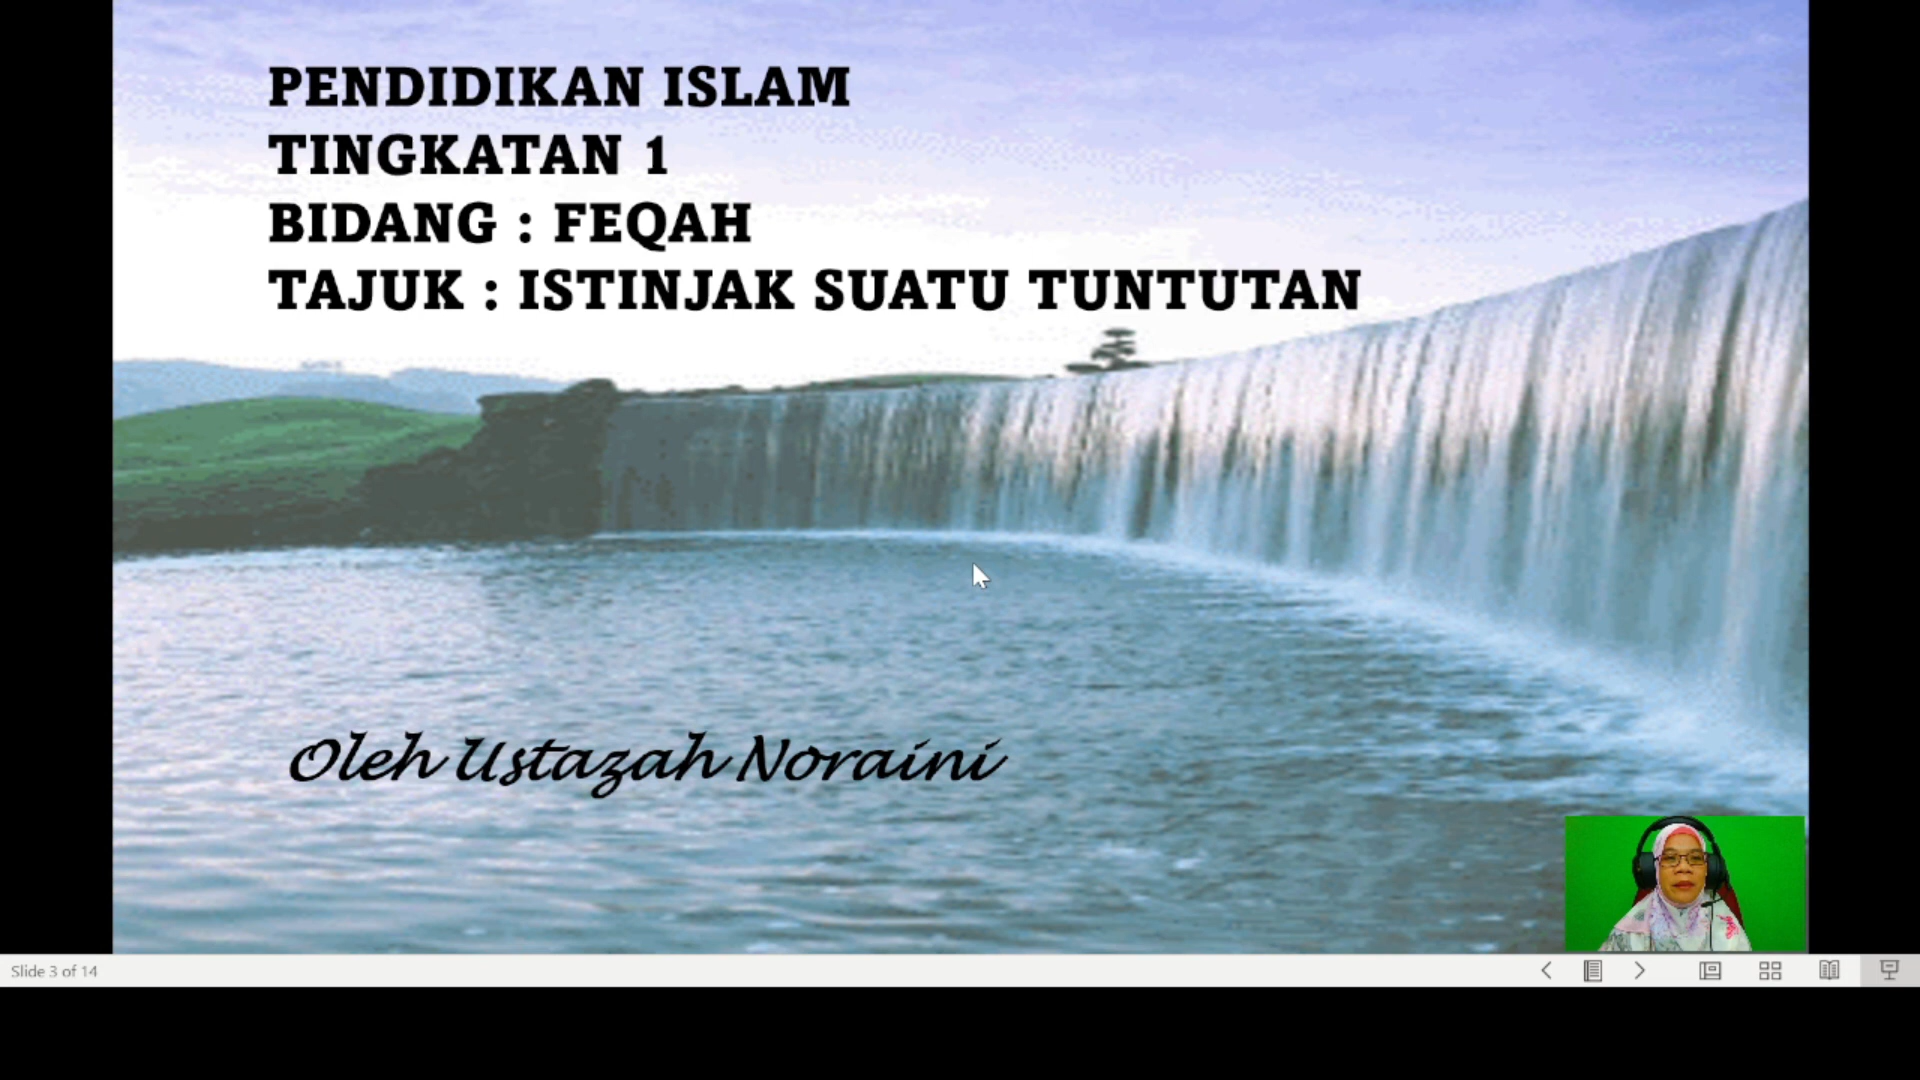 PENDIDIKAN ISLAM
TINGKATAN 1
BIDANG : FEQAH
TAJUK : ISTINJAK SUATU TUNTUTAN
Oleh Ustazah Noraini
Slide 3 of 14